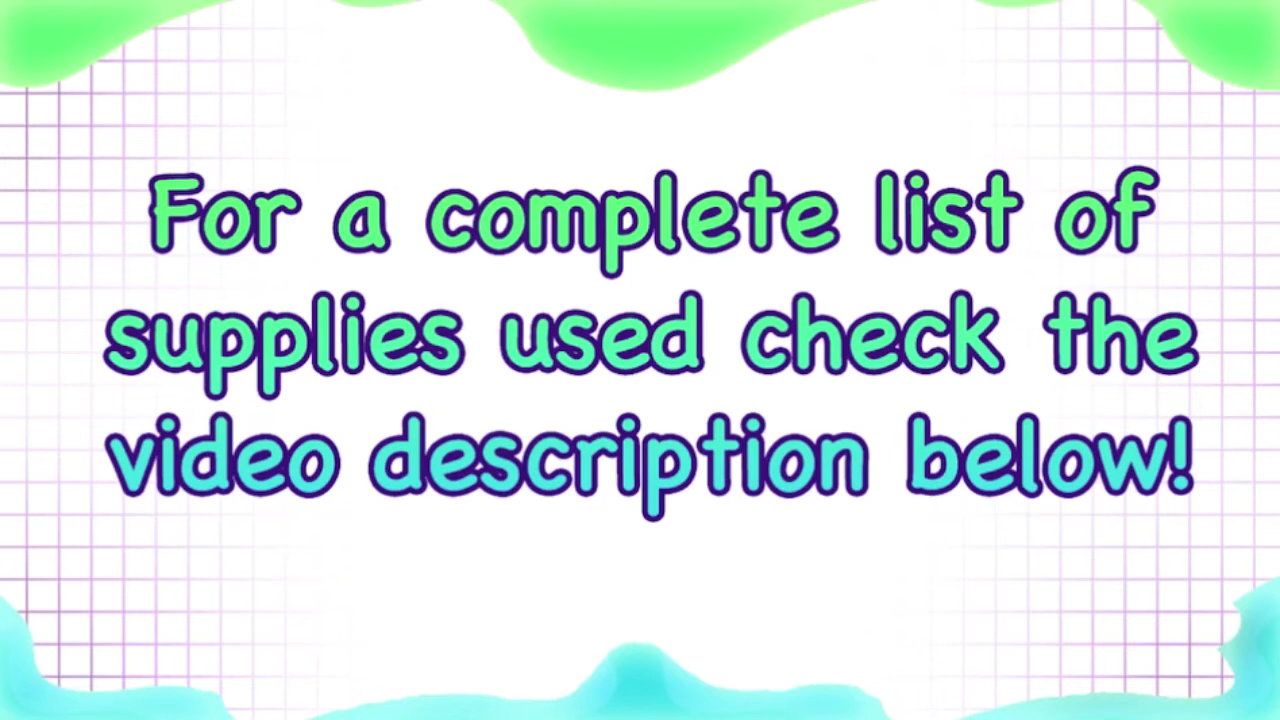 For a complete list of
supplies used check the
video description below!